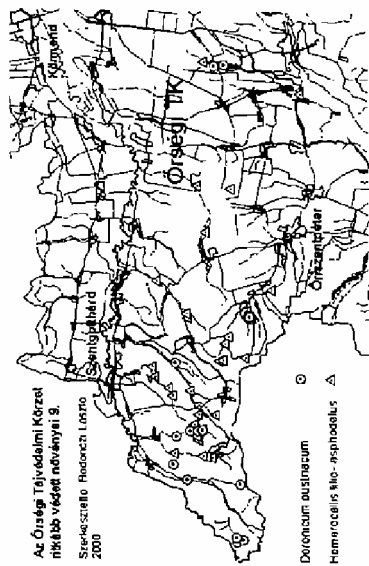 Az Őrségi Tájvédelmi Körzet
ritkább védett növényei 9.
Szerkesztette Bodonczi László
2000
Körmend
Szentgotthárd
Őrségi TK
Őriszentpéter
Doronicum austriacum
Hemerocallis lilio-asphodelus